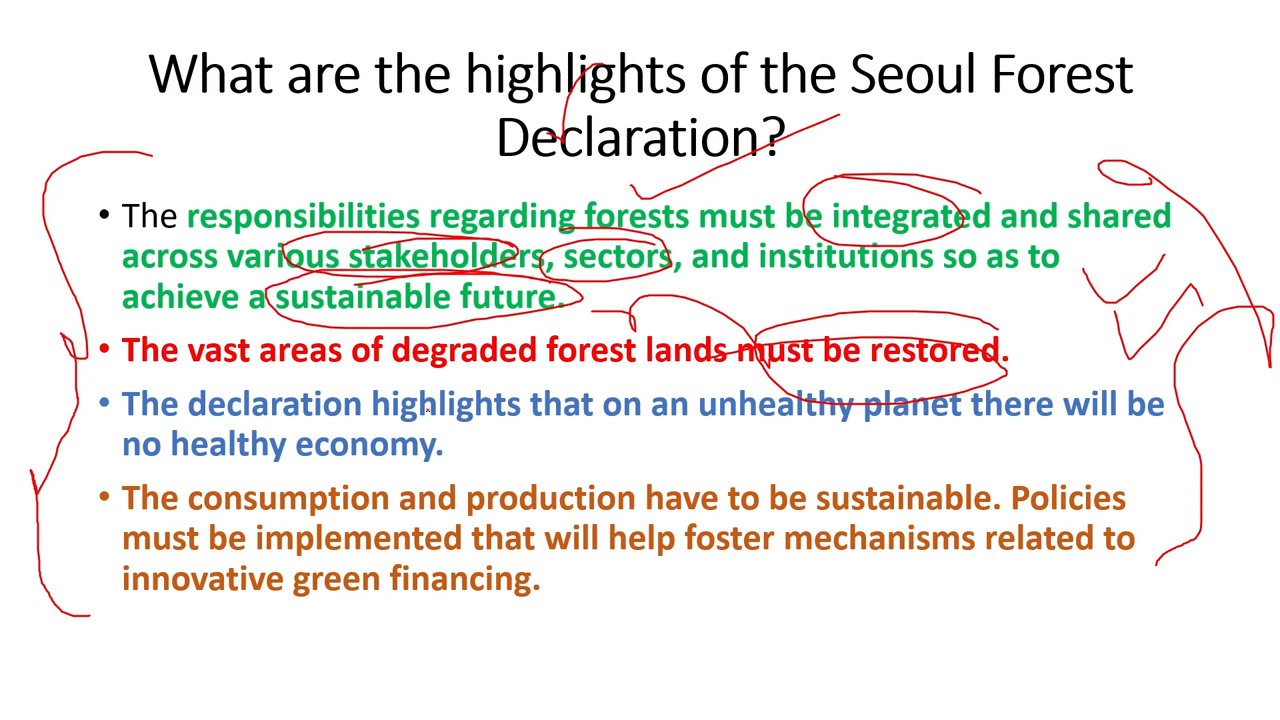 What are the highlights of the Seoul Forest
Declaration?
• The responsibilities regarding forests must be integrated and shared
across various stakeholders, sectors, and institutions so as to
achieve a sustainable future.
• The vast areas of degraded forest lands must be restored.
• The declaration highlights that on an unhealthy planet there will be
no healthy economy.
• The consumption and production have to be sustainable. Policies
must be implemented that will help foster mechanisms related to
innovative green financing.